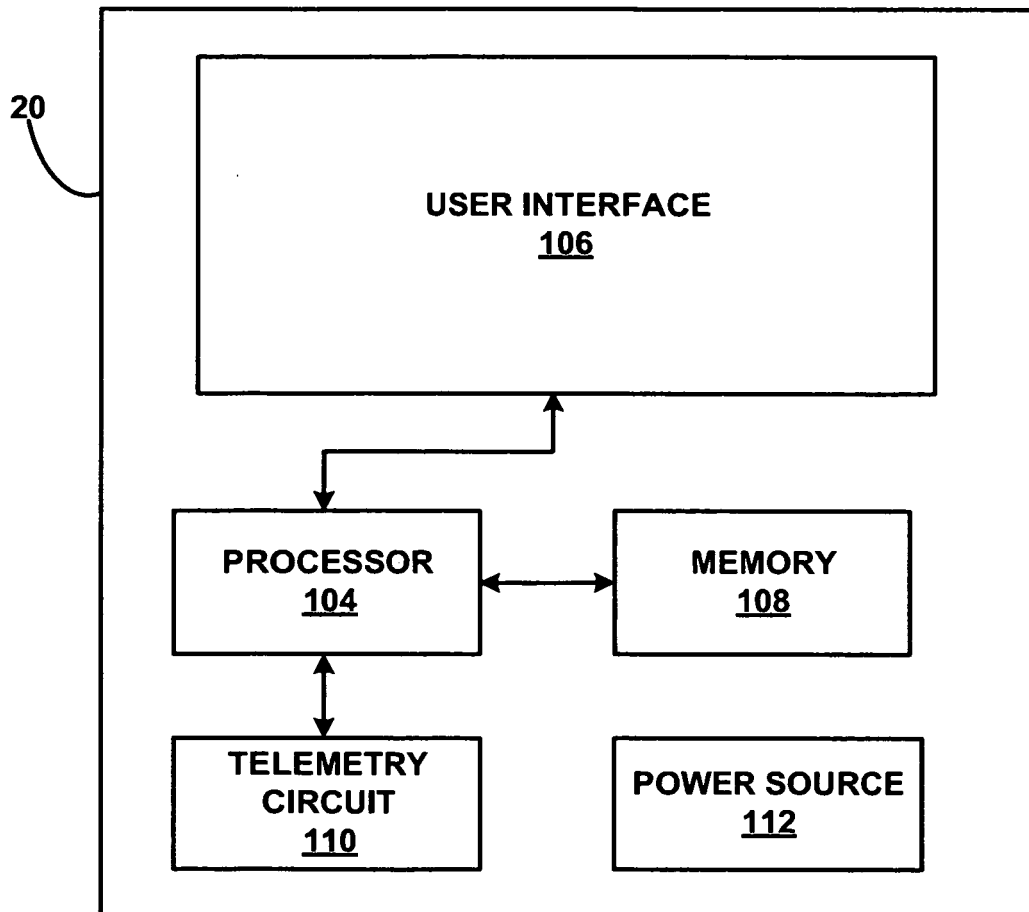 20
USER INTERFACE
106
PROCESSOR
104
MEMORY
108
TELEMETRY
CIRCUIT
110
POWER SOURCE
112